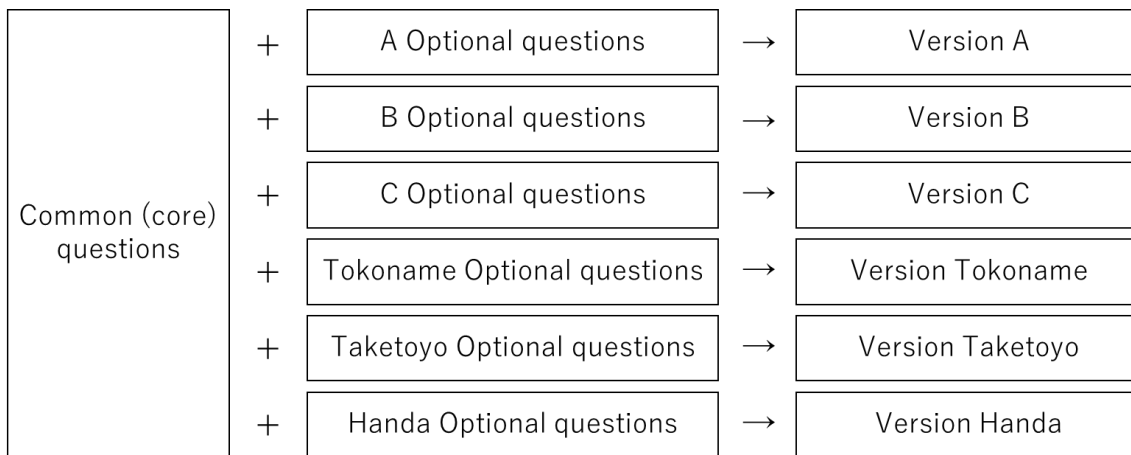 Common (core)
questions
+ A Optional questions → Version A
+ B Optional questions → Version B
+ C Optional questions → Version C
+ Tokoname Optional questions → Version Tokoname
+ Taketoyo Optional questions → Version Taketoyo
+ Handa Optional questions → Version Handa